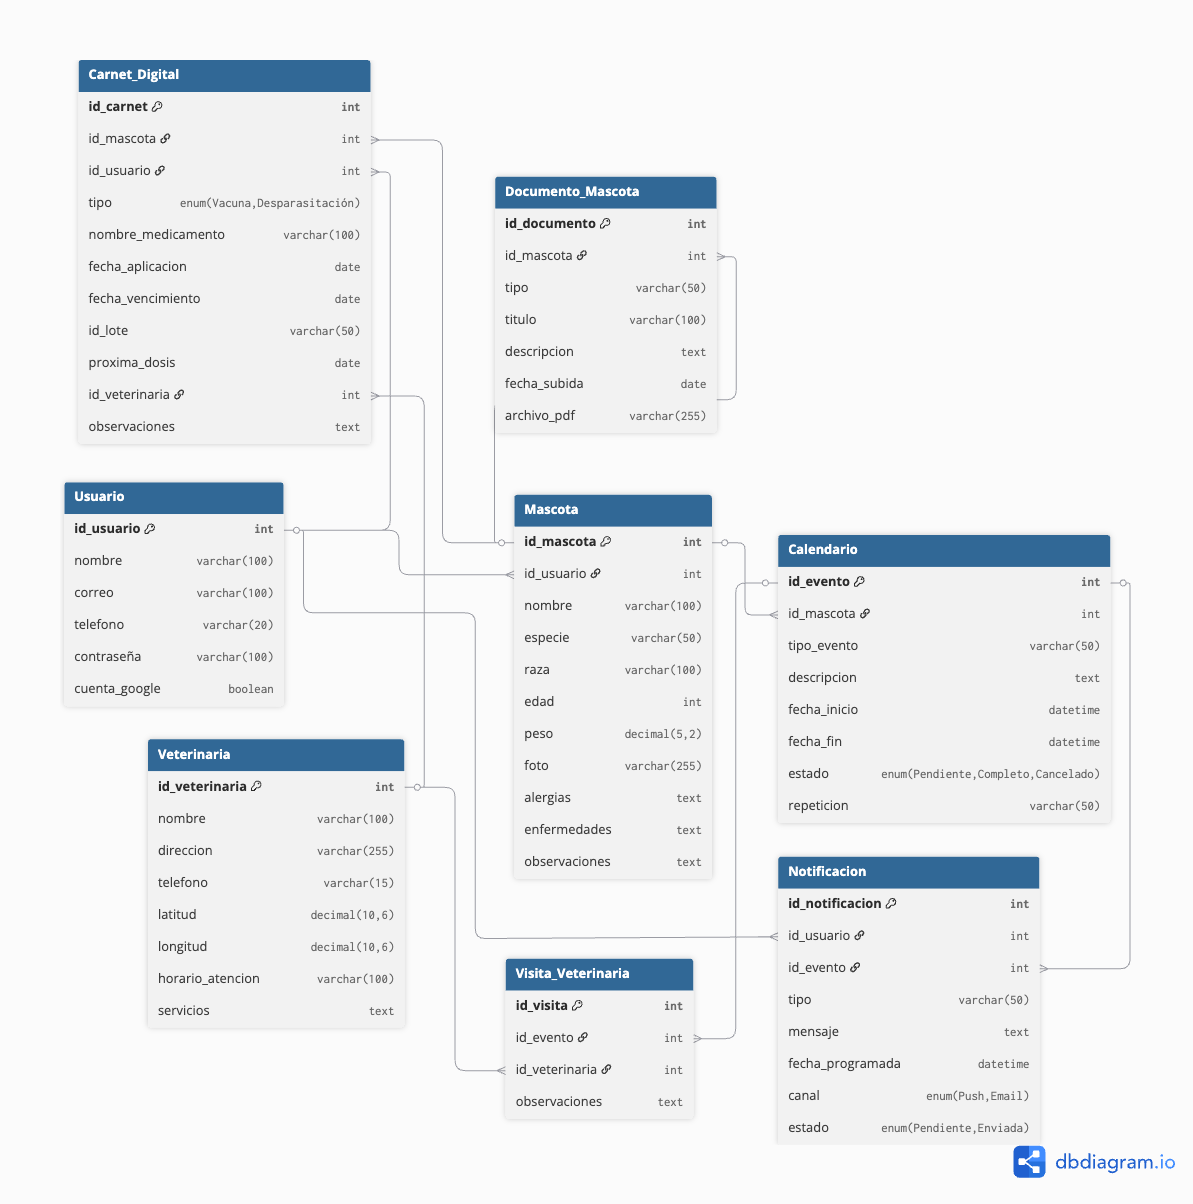 Carnet_Digital
id_carnet int
id_mascota int
id_usuario int
tipo enum(Vacuna,Desparasitación)
nombre_medicamento varchar(100)
fecha_aplicacion date
fecha_vencimiento date
id_lote varchar(50)
proxima_dosis date
id_veterinaria int
observaciones text
Documento_Mascota
id_documento int
id_mascota int
tipo varchar(50)
titulo varchar(100)
descripcion text
fecha_subida date
archivo_pdf varchar(255)
Usuario
id_usuario int
nombre varchar(100)
correo varchar(100)
telefono varchar(20)
contraseña varchar(100)
cuenta_google boolean
Mascota
id_mascota int
id_usuario int
nombre varchar(100)
especie varchar(50)
raza varchar(100)
edad int
peso decimal(5,2)
foto varchar(255)
alergias text
enfermedades text
observaciones text
Calendario
id_evento int
id_mascota int
tipo_evento varchar(50)
descripcion text
fecha_inicio datetime
fecha_fin datetime
estado enum(Pendiente,Completo,Cancelado)
repeticion varchar(50)
Veterinaria
id_veterinaria int
nombre varchar(100)
direccion varchar(255)
telefono varchar(15)
latitud decimal(10,6)
longitud decimal(10,6)
horario_atencion varchar(100)
servicios text
Visita_Veterinaria
id_visita int
id_evento int
id_veterinaria int
observaciones text
Notificacion
id_notificacion int
id_usuario int
id_evento int
tipo varchar(50)
mensaje text
fecha_programada datetime
canal enum(Push,Email)
estado enum(Pendiente,Enviada)
dbdiagram.io